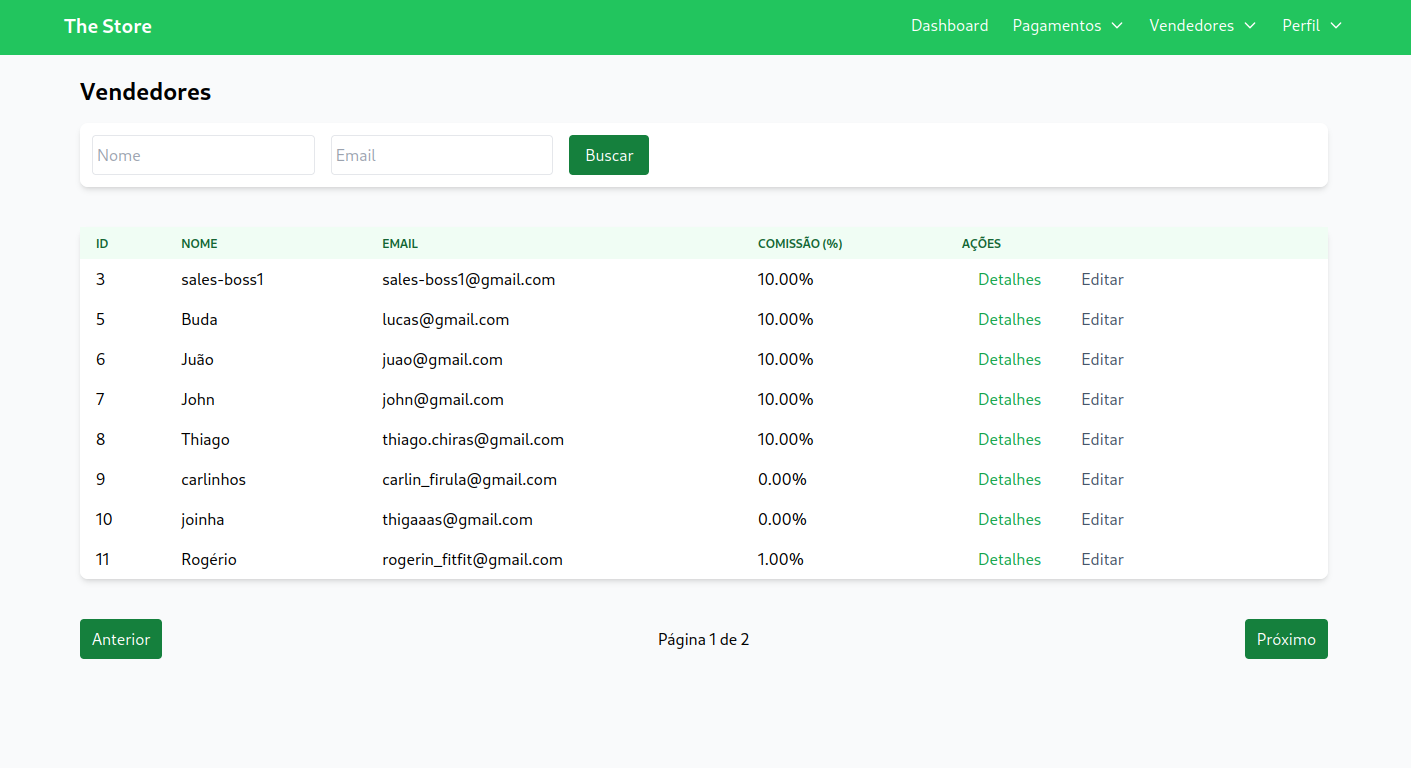 The Store Dashboard Pagamentos Vendedores Perfil
Vendedores
Nome Email Buscar
ID NOME EMAIL COMISSÃO (%) AÇÕES
3 sales-boss1 sales-boss1@gmail.com 10.00% Detalhes Editar
5 Buda lucas@gmail.com 10.00% Detalhes Editar
6 Juão juao@gmail.com 10.00% Detalhes Editar
7 John john@gmail.com 10.00% Detalhes Editar
8 Thiago thiago.chiras@gmail.com 10.00% Detalhes Editar
9 carlinhos carlin_firula@gmail.com 0.00% Detalhes Editar
10 joinha thigaaas@gmail.com 0.00% Detalhes Editar
11 Rogério rogerin_fitfit@gmail.com 1.00% Detalhes Editar
Anterior Página 1 de 2 Próximo